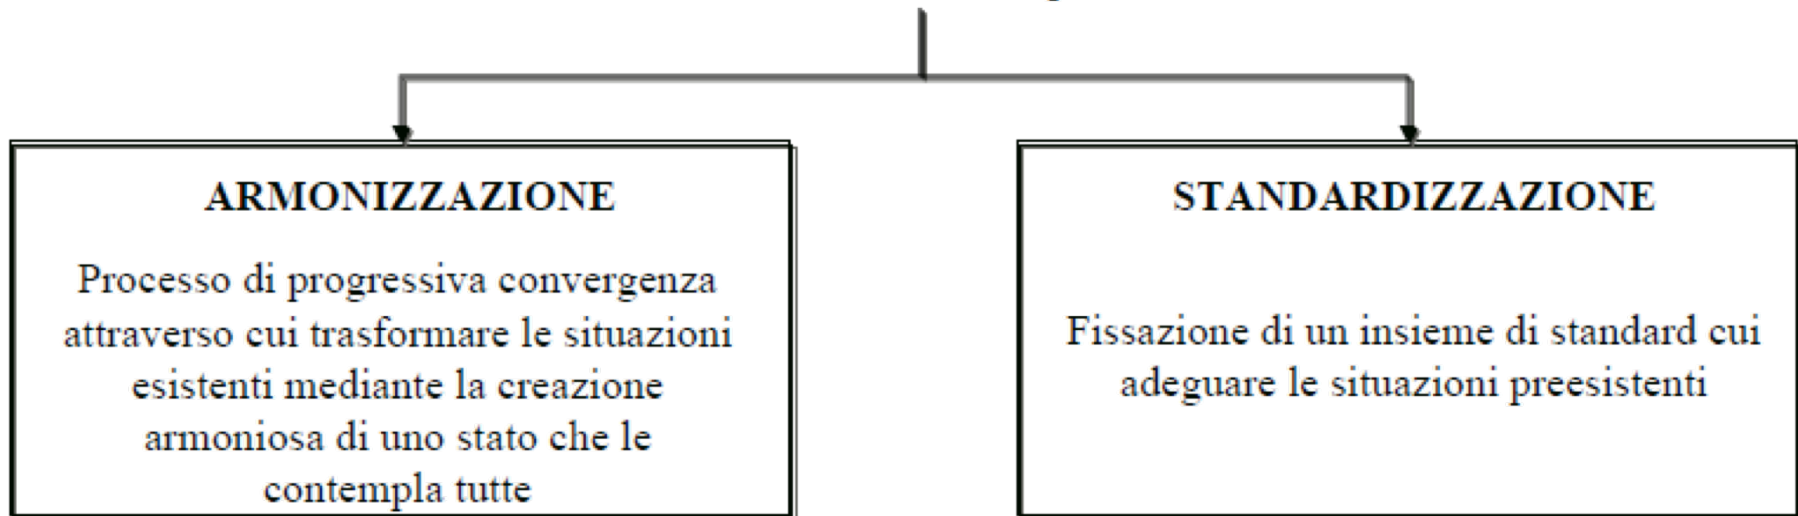 ARMONIZZAZIONE
Processo di progressiva convergenza
attraverso cui trasformare le situazioni
esistenti mediante la creazione
armoniosa di uno stato che le
contempla tutte
STANDARDIZZAZIONE
Fissazione di un insieme di standard cui
adeguare le situazioni preesistenti